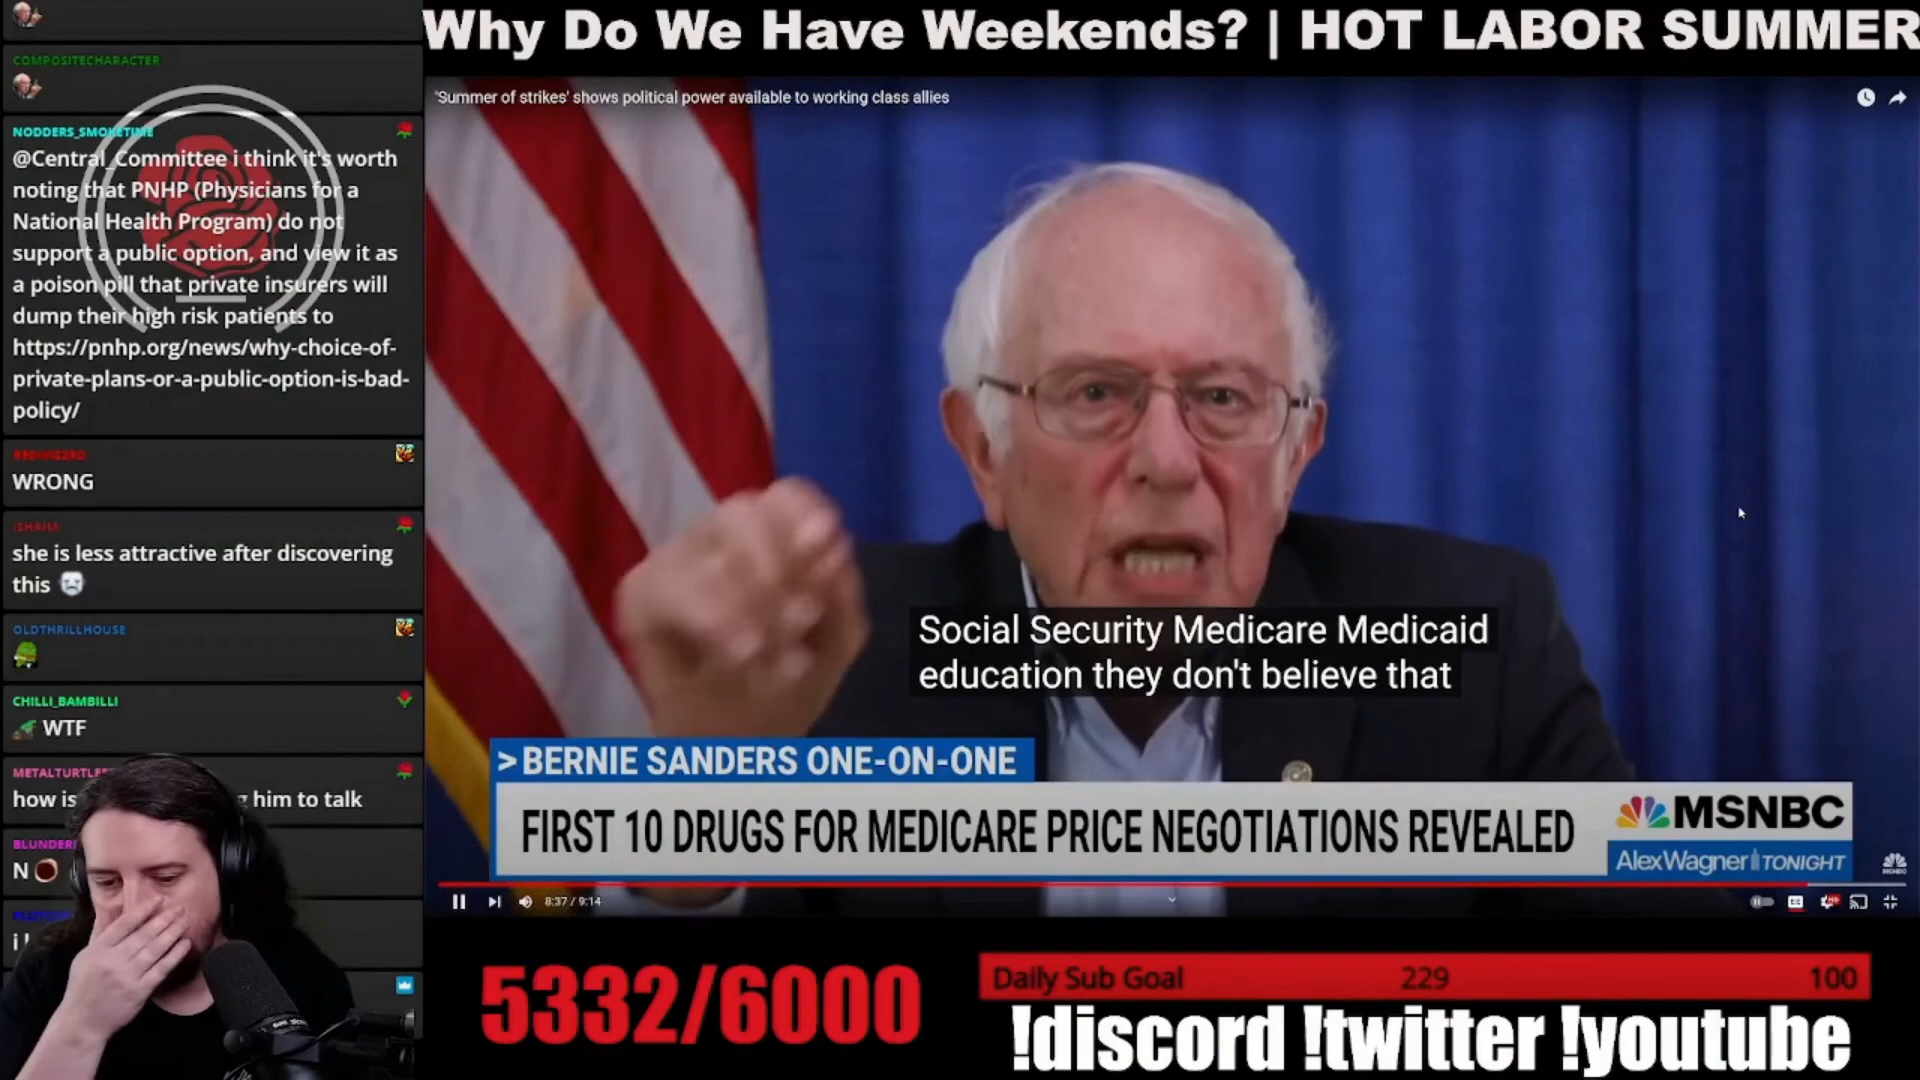 Why Do We Have Weekends? | HOT LABOR SUMMER
COMPOSITECHARACTER
NODDERS_SMOKETIME
@Central_Committee i think it's worth
noting that PNHP (Physicians for a
National Health Program) do not
support a public option, and view it as
a poison pill that private insurers will
dump their high risk patients to
https://pnhp.org/news/why-choice-of-
private-plans-or-a-public-option-is-bad-
policy/
WRONG
ISHAIM
she is less attractive after discovering
this
OLDTHRILLHOUSE
CHILLI_BAMBILLI
WTF
how is
him to talk
N
'Summer of strikes' shows political power available to working class allies
Social Security Medicare Medicaid
education they don't believe that
> BERNIE SANDERS ONE-ON-ONE
FIRST 10 DRUGS FOR MEDICARE PRICE NEGOTIATIONS REVEALED
MSNBC
AlexWagner TONIGHT
8:37 / 9:14
5332/6000
Daily Sub Goal 229 100
!discord !twitter !youtube